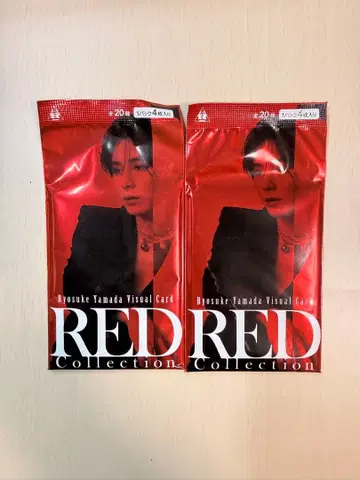 全20種
1パック4枚入り
Ryosuke Yamada Visual Card
RED
Collection
全20種
1パック4枚入り
Ryosuke Yamada Visual Card
RED
Collection